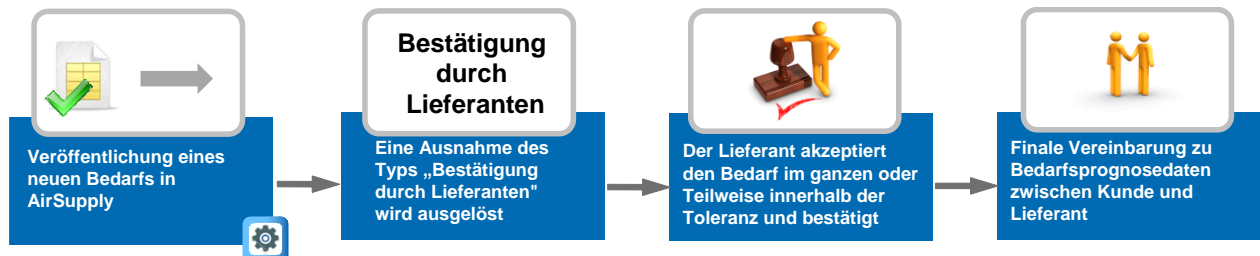 Veröffentlichung eines
neuen Bedarfs in
AirSupply
Bestätigung
durch
Lieferanten
Eine Ausnahme des
Typs „Bestätigung
durch Lieferanten"
wird ausgelöst
Der Lieferant akzeptiert
den Bedarf im ganzen oder
Teilweise innerhalb der
Toleranz und bestätigt
Finale Vereinbarung zu
Bedarfsprognosedaten
zwischen Kunde und
Lieferant